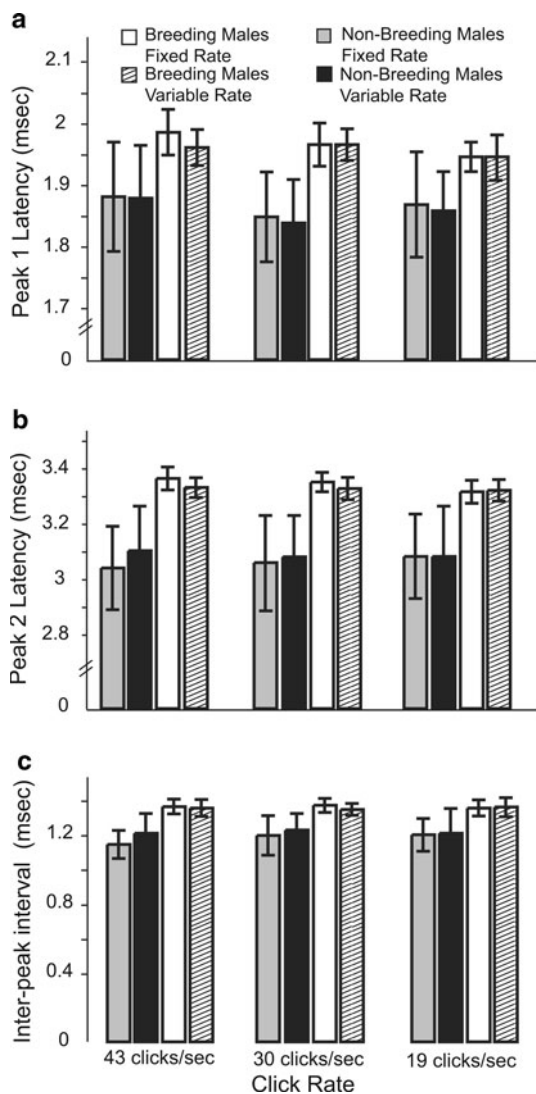 a
Breeding Males
Fixed Rate
Breeding Males
Variable Rate
Non-Breeding Males
Fixed Rate
Non-Breeding Males
Variable Rate
Peak 1 Latency (msec)
2.1
2
1.9
1.8
1.7
0
b
Peak 2 Latency (msec)
3.4
3.2
3
2.8
0
c
Inter-peak interval (msec)
1.2
0.8
0.4
0
43 clicks/sec
30 clicks/sec
19 clicks/sec
Click Rate